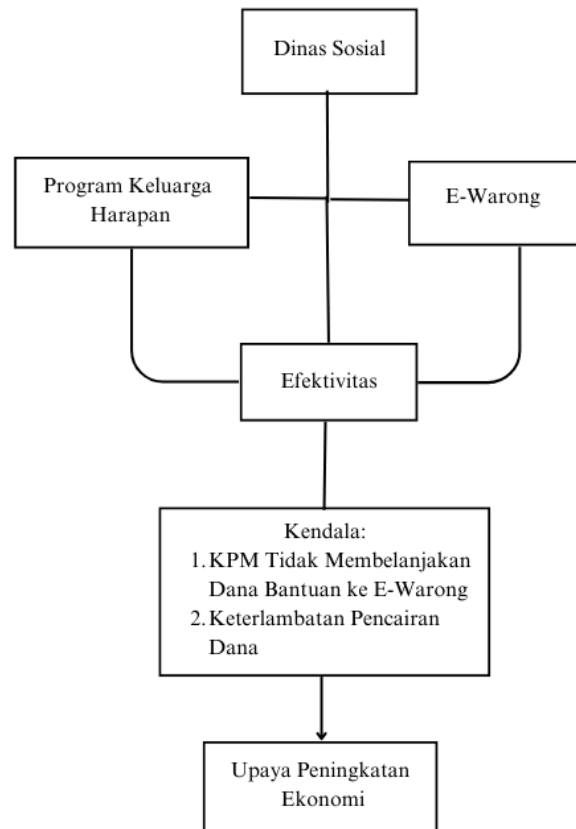 Dinas Sosial
Program Keluarga
Harapan
E-Warong
Efektivitas
Kendala:
1. KPM Tidak Membelanjakan
Dana Bantuan ke E-Warong
2. Keterlambatan Pencairan
Dana
Upaya Peningkatan
Ekonomi